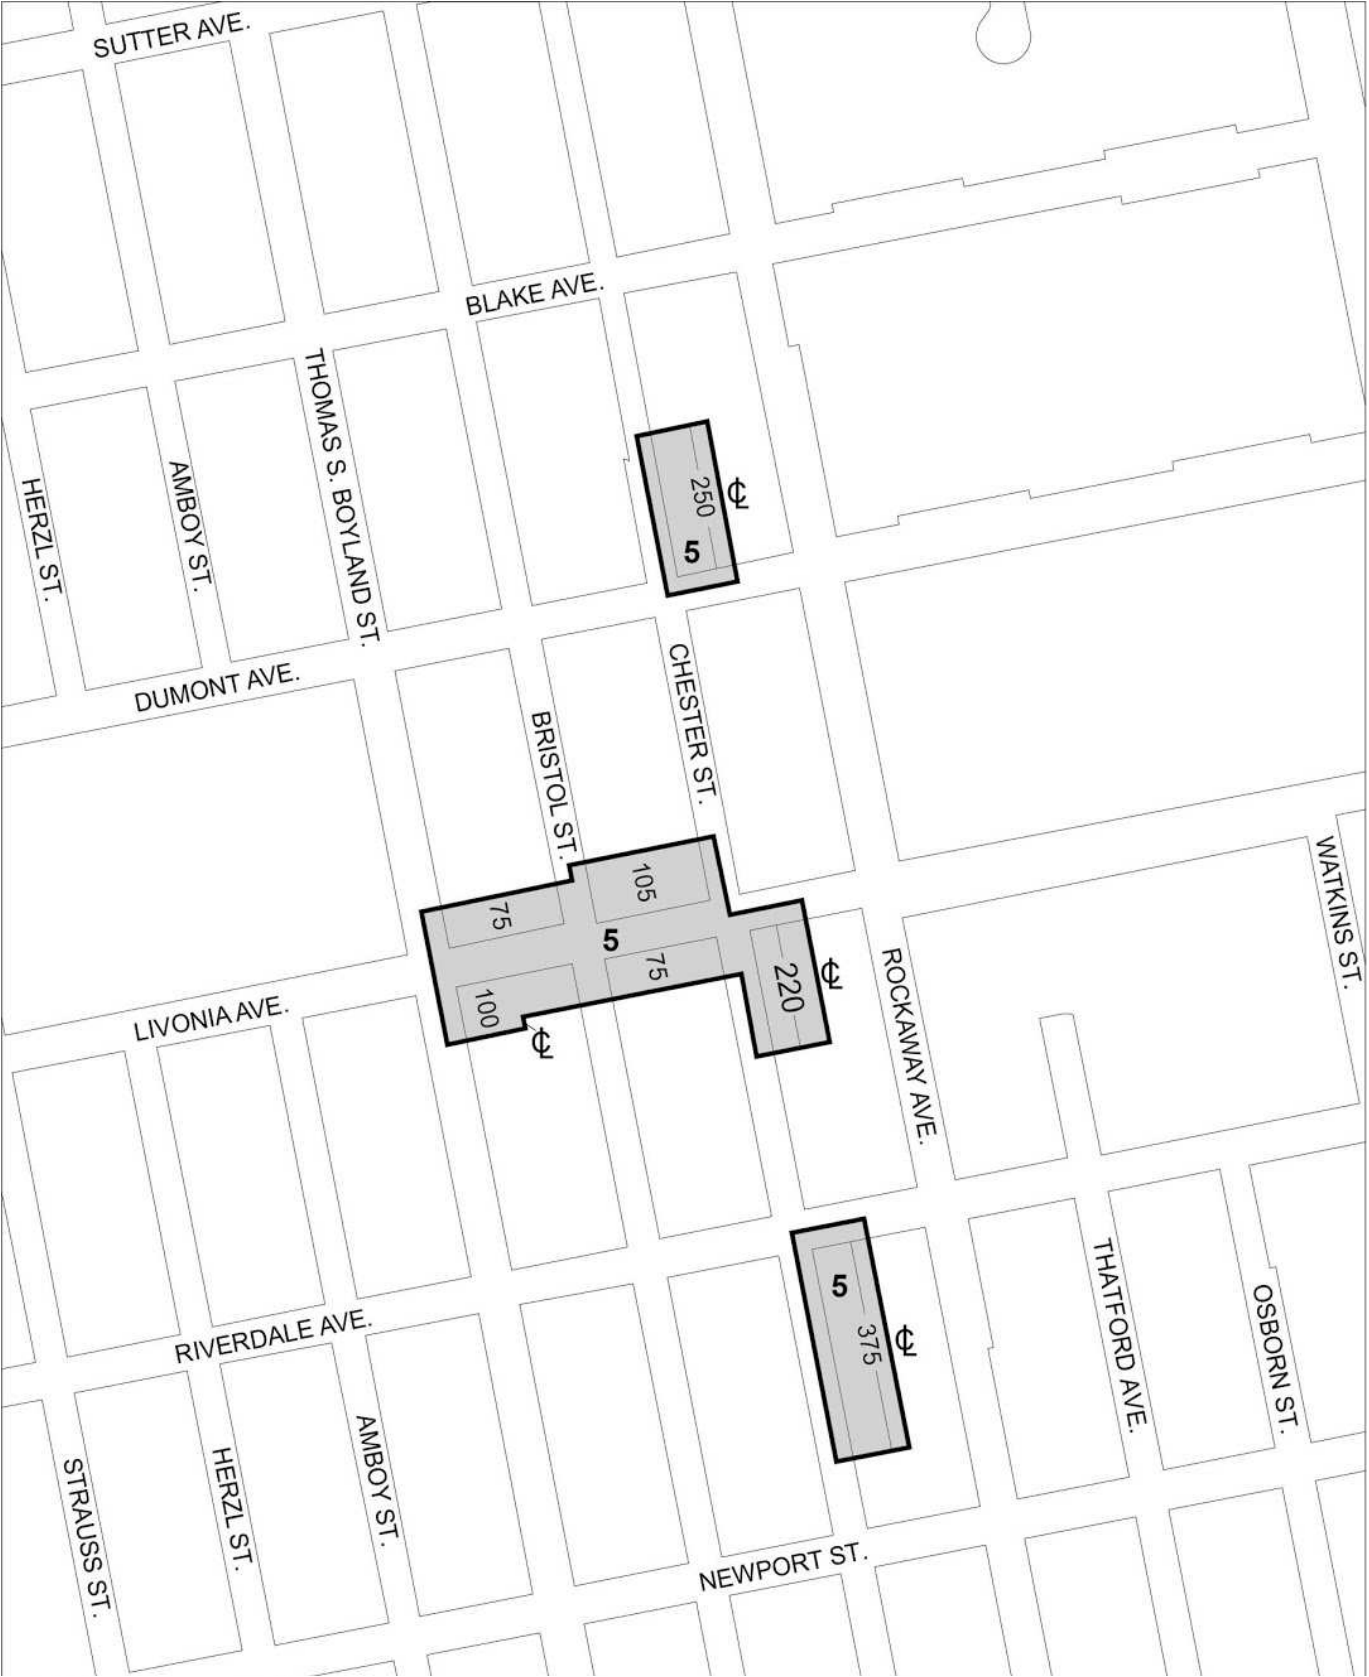 SUTTER AVE.
BLAKE AVE.
THOMAS S. BOYLAND ST.
HERZL ST.
AMBOY ST.
250
℄
5
DUMONT AVE.
CHESTER ST.
BRISTOL ST.
105
75
5
75
220
℄
100
℄
LIVONIA AVE.
ROCKAWAY AVE.
WATKINS ST.
5
375
℄
THATFORD AVE.
OSBORN ST.
RIVERDALE AVE.
STRAUSS ST.
HERZL ST.
AMBOY ST.
NEWPORT ST.